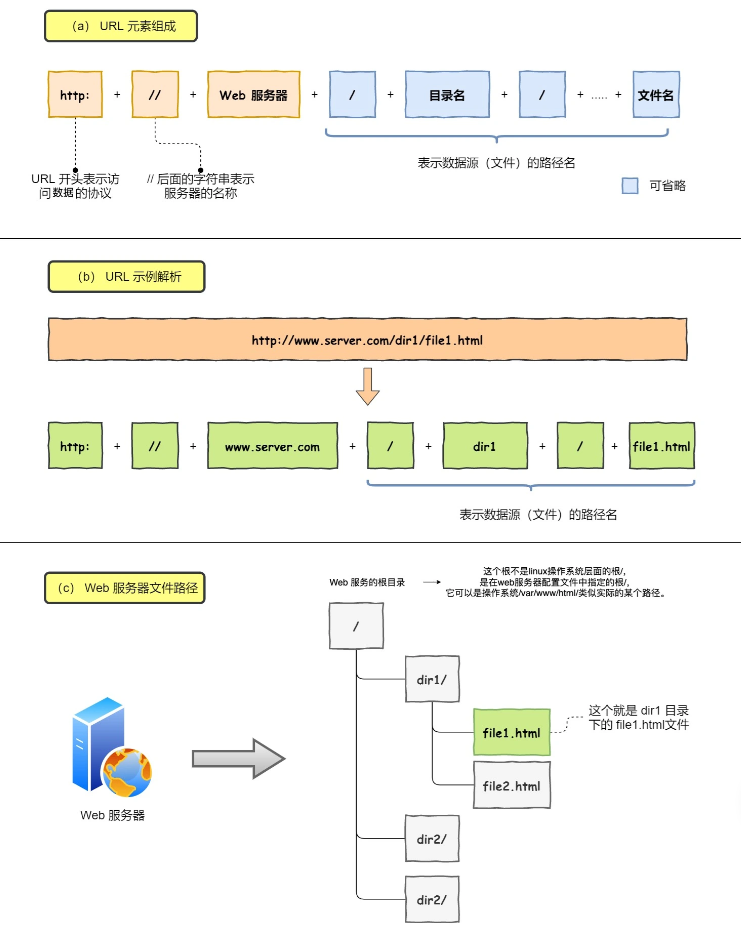 （a） URL 元素组成
http: + // + Web 服务器 + / + 目录名 + / + ..... + 文件名
表示数据源（文件）的路径名
URL 开头表示访
问数据的协议
// 后面的字符串表示
服务器的名称
可省略
（b） URL 示例解析
http://www.server.com/dir1/file1.html
http: + // + www.server.com + / + dir1 + / + file1.html
表示数据源（文件）的路径名
（c） Web 服务器文件路径
Web 服务的根目录
这个根不是linux操作系统层面的根/,
是在web服务器配置文件中指定的根/,
它可以是操作系统/var/www/html/类似实际的某个路径。
/
dir1/
file1.html
这个就是 dir1 目录
下的 file1.html文件
file2.html
Web 服务器
dir2/
dir2/